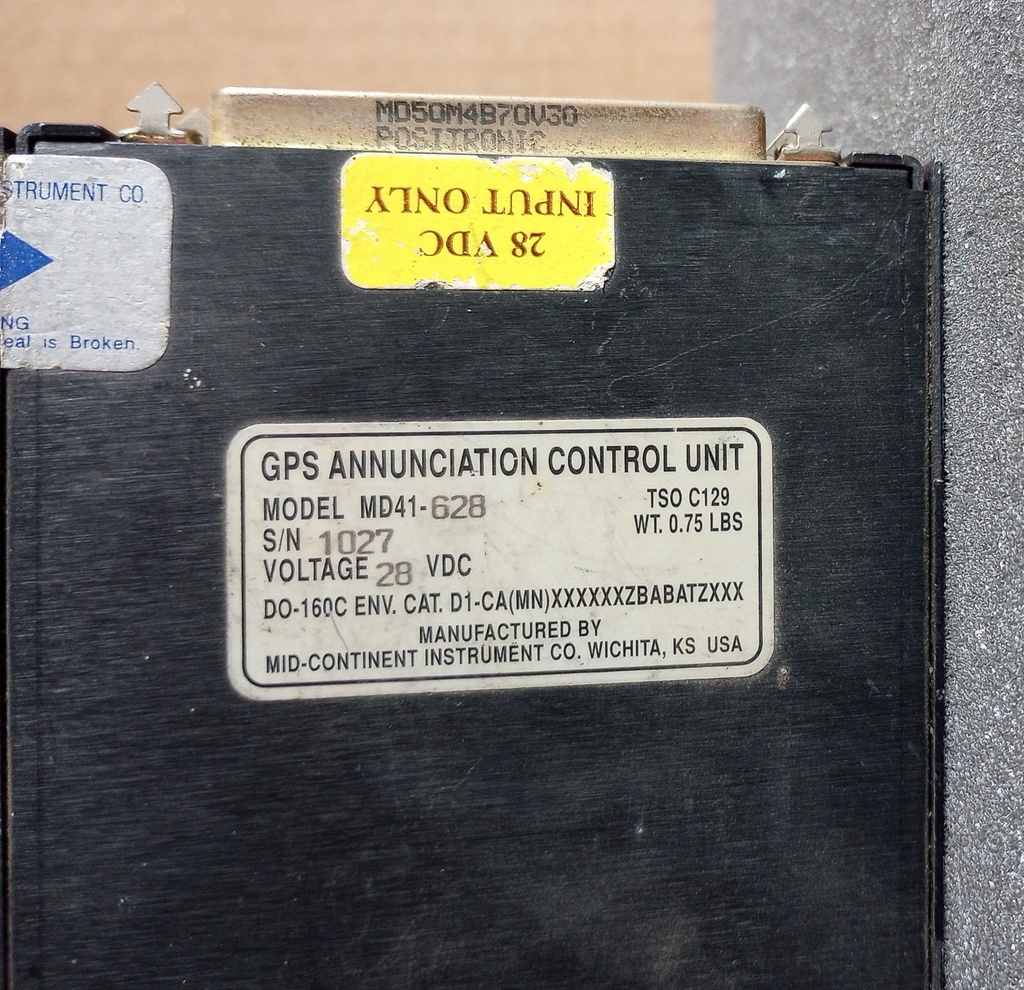 MD50M4B70V30
POSITRONIC
STRUMENT CO.
NG
eal is Broken.
28 VDC
INPUT ONLY
GPS ANNUNCIATION CONTROL UNIT
MODEL MD41-628
TSO C129
S/N 1027
WT. 0.75 LBS
VOLTAGE 28 VDC
DO-160C ENV. CAT. D1-CA(MN)XXXXXXZBABATZXXX
MANUFACTURED BY
MID-CONTINENT INSTRUMENT CO. WICHITA, KS USA